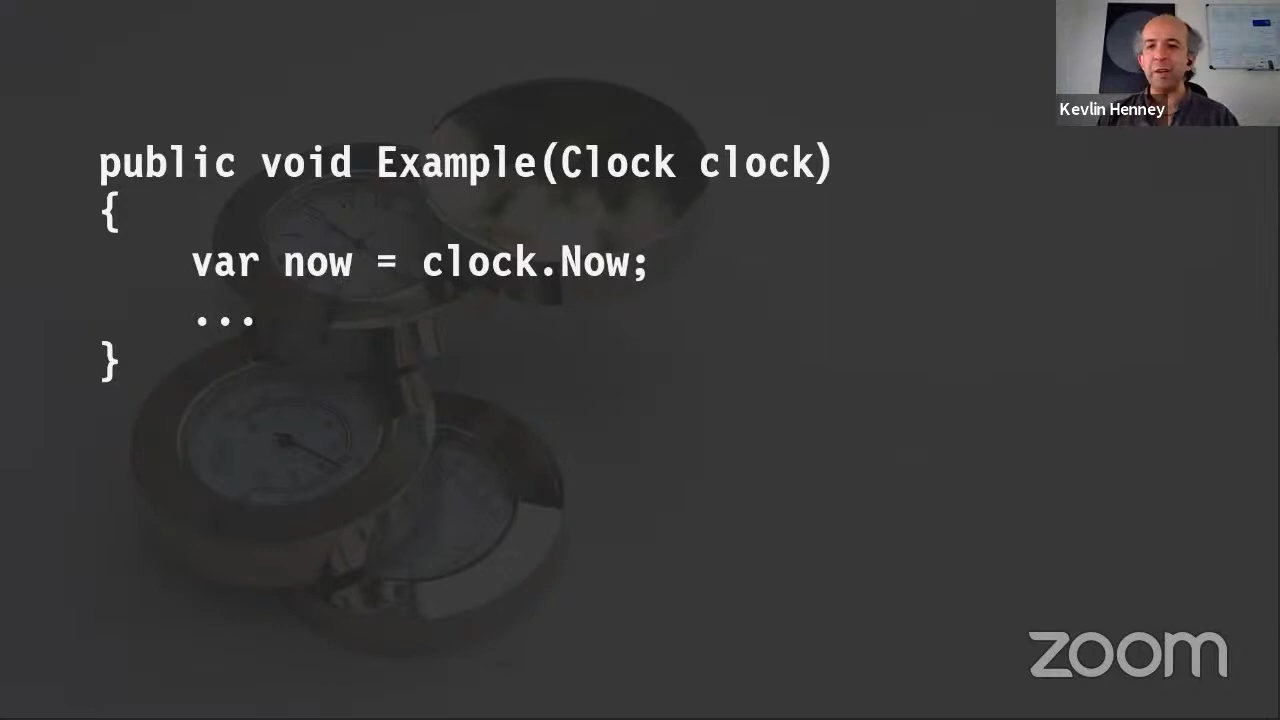 Kevlin Henney
public void Example(Clock clock)
{
    var now = clock.Now;
    ...
}
zoom